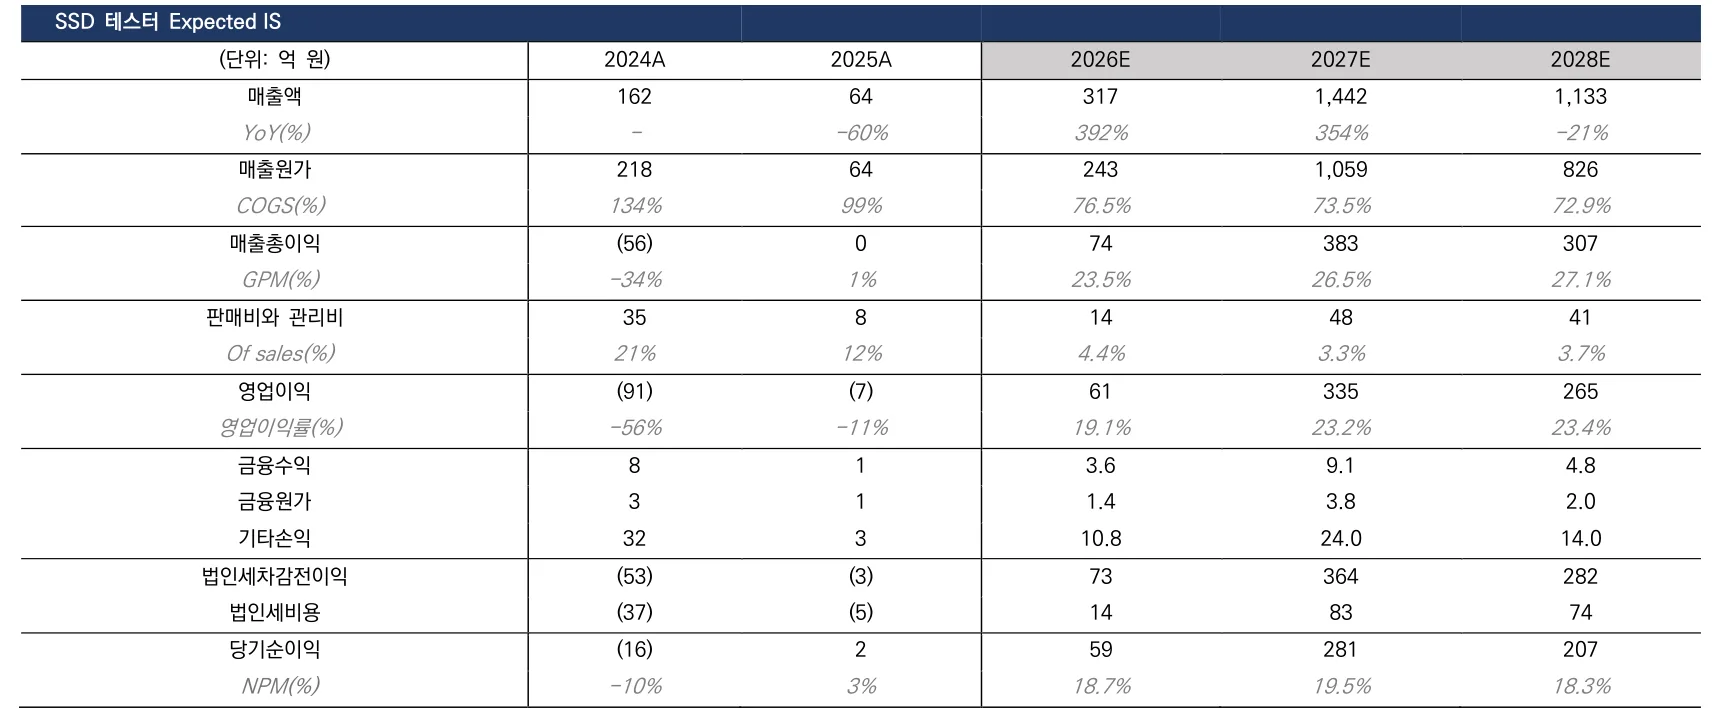 SSD 테스터 Expected IS
(단위: 억 원) 2024A 2025A 2026E 2027E 2028E
매출액 162 64 317 1,442 1,133
YoY(%) - -60% 392% 354% -21%
매출원가 218 64 243 1,059 826
COGS(%) 134% 99% 76.5% 73.5% 72.9%
매출총이익 (56) 0 74 383 307
GPM(%) -34% 1% 23.5% 26.5% 27.1%
판매비와 관리비 35 8 14 48 41
Of sales(%) 21% 12% 4.4% 3.3% 3.7%
영업이익 (91) (7) 61 335 265
영업이익률(%) -56% -11% 19.1% 23.2% 23.4%
금융수익 8 1 3.6 9.1 4.8
금융원가 3 1 1.4 3.8 2.0
기타손익 32 3 10.8 24.0 14.0
법인세차감전이익 (53) (3) 73 364 282
법인세비용 (37) (5) 14 83 74
당기순이익 (16) 2 59 281 207
NPM(%) -10% 3% 18.7% 19.5% 18.3%